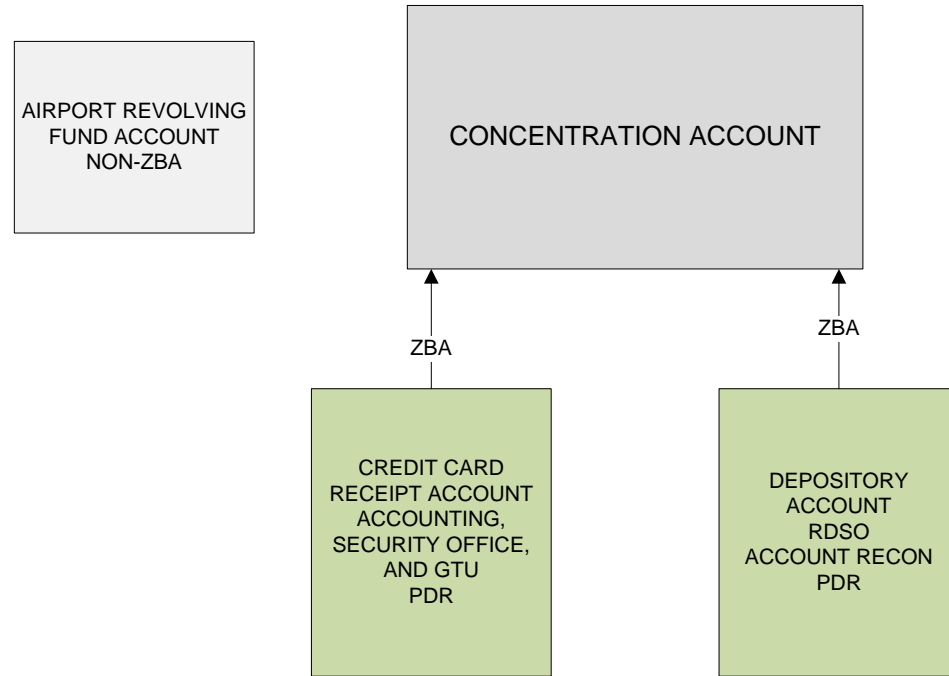 AIRPORT REVOLVING
FUND ACCOUNT
NON-ZBA
CONCENTRATION ACCOUNT
ZBA
ZBA
CREDIT CARD
RECEIPT ACCOUNT
ACCOUNTING,
SECURITY OFFICE,
AND GTU
PDR
DEPOSITORY
ACCOUNT
RDSO
ACCOUNT RECON
PDR